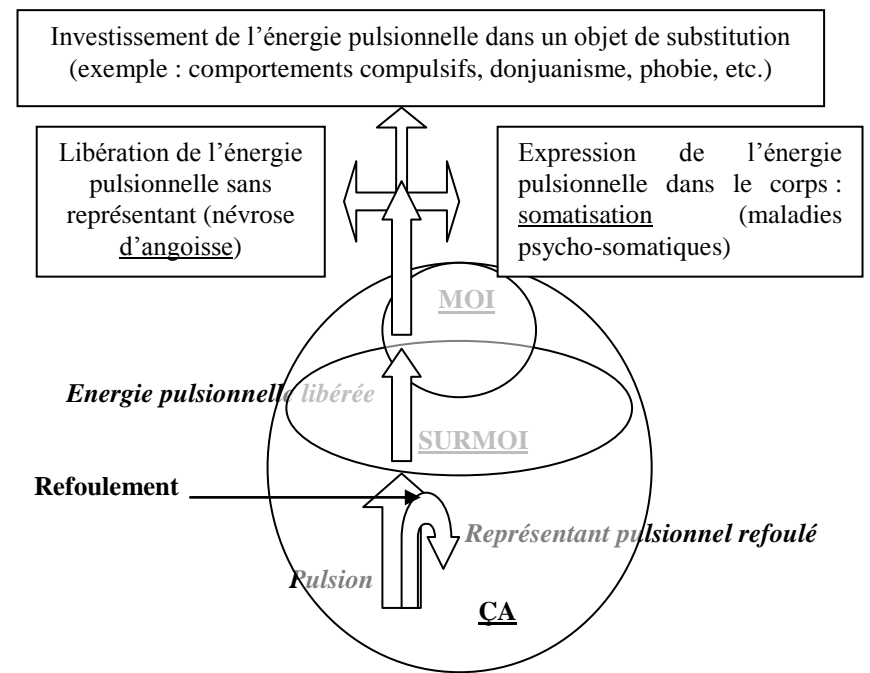 Investissement de l’énergie pulsionnelle dans un objet de substitution
(exemple : comportements compulsifs, donjuanisme, phobie, etc.)
Libération de l’énergie
pulsionnelle sans
représentant (névrose
d’angoisse)
Expression de l’énergie
pulsionnelle dans le corps :
somatisation (maladies
psycho-somatiques)
MOI
Energie pulsionnelle libérée
SURMOI
Refoulement
Représentant pulsionnel refoulé
Pulsion
ÇA